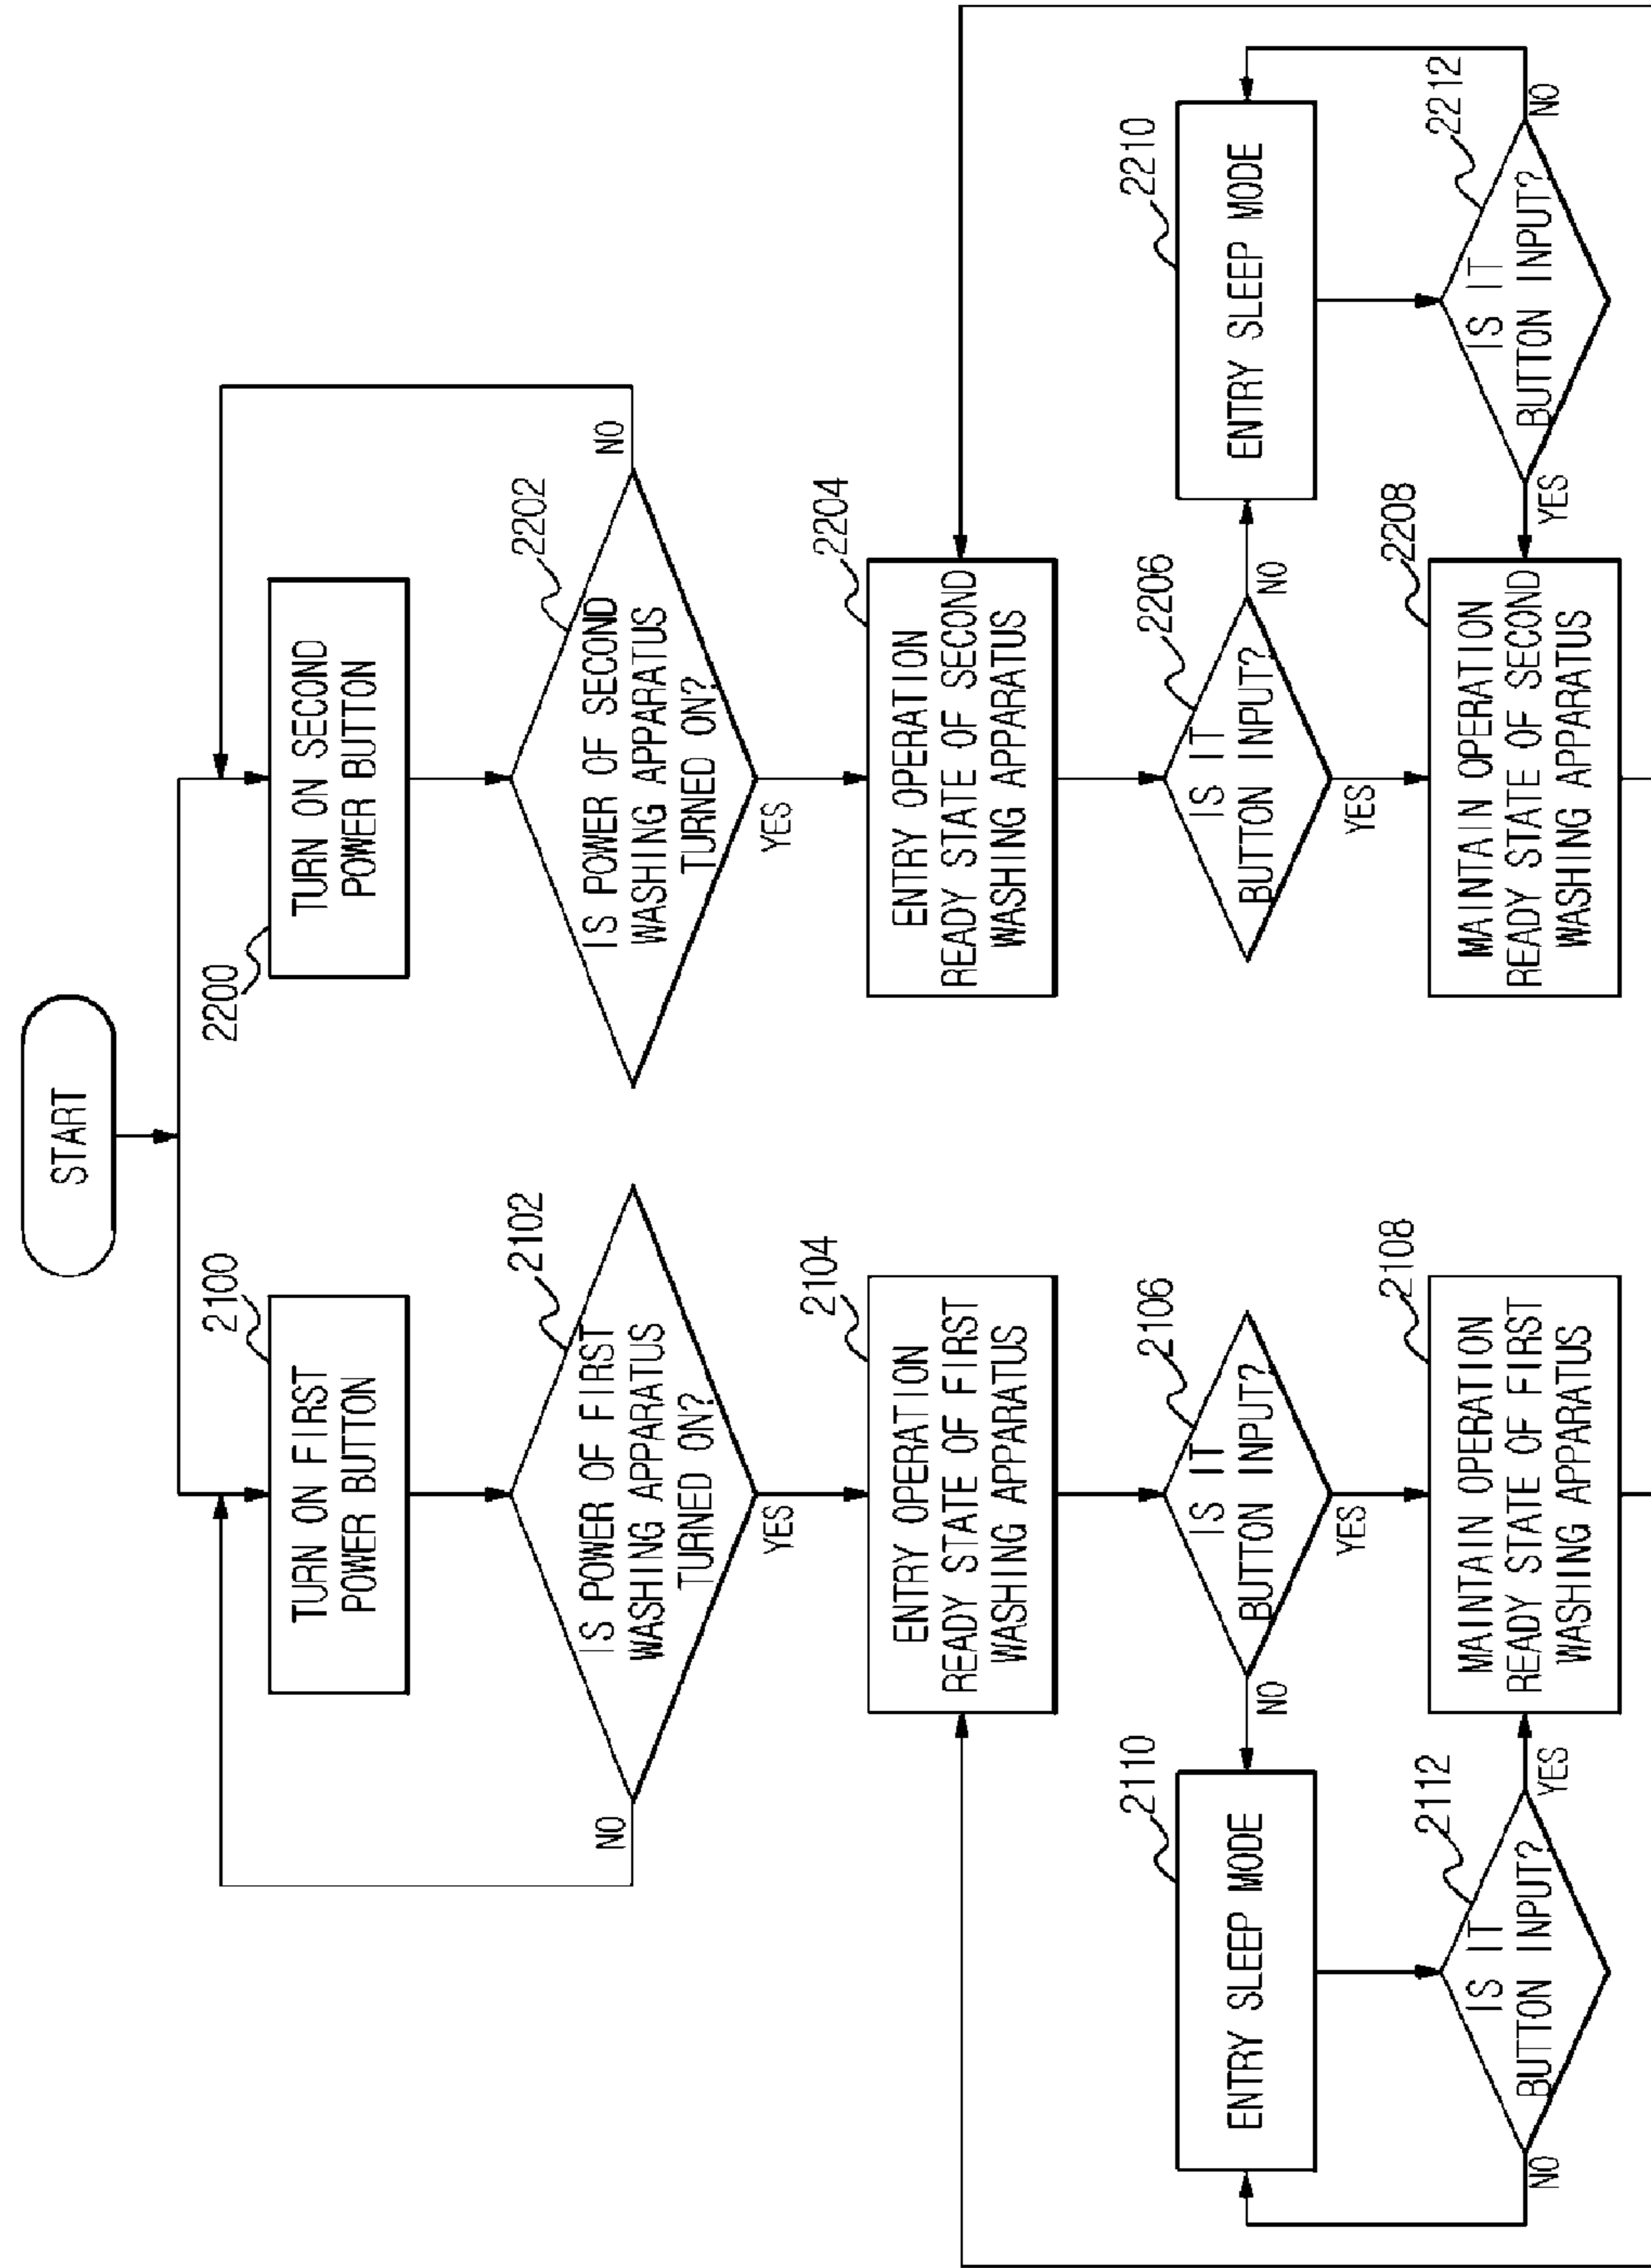 START
2100
TURN ON FIRST
POWER BUTTON
2102
IS POWER OF FIRST
WASHING APPARATUS
TURNED ON?
NO
YES
2104
ENTRY OPERATION
READY STATE OF FIRST
WASHING APPARATUS
2106
IS IT
BUTTON INPUT?
NO
YES
2110
ENTRY SLEEP MODE
2112
IS IT
BUTTON INPUT?
NO
YES
2108
MAINTAIN OPERATION
READY STATE OF FIRST
WASHING APPARATUS
2200
TURN ON SECOND
POWER BUTTON
2202
IS POWER OF SECOND
WASHING APPARATUS
TURNED ON?
NO
YES
2204
ENTRY OPERATION
READY STATE OF SECOND
WASHING APPARATUS
2206
IS IT
BUTTON INPUT?
NO
YES
2210
ENTRY SLEEP MODE
2212
IS IT
BUTTON INPUT?
NO
YES
2208
MAINTAIN OPERATION
READY STATE OF SECOND
WASHING APPARATUS